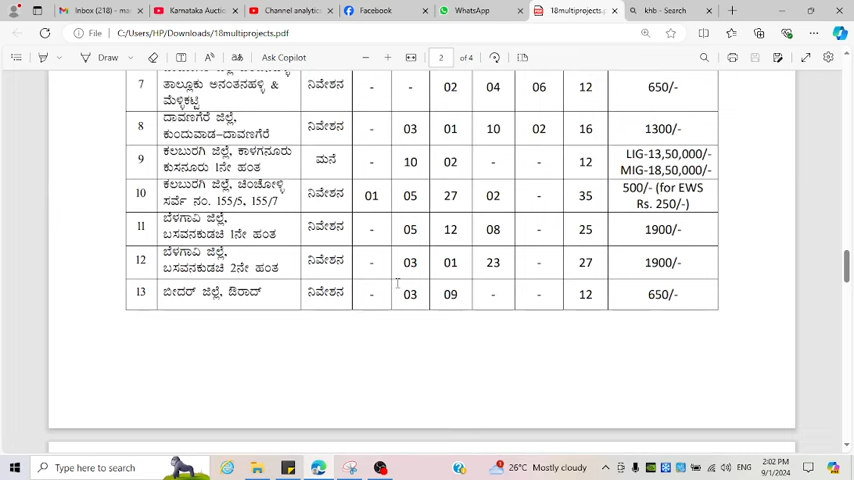 Inbox (218) - ma
Karnataka Auctio
Channel analytic
Facebook
WhatsApp
18multiprojects.p
khb - Search
File
C:/Users/HP/Downloads/18multiprojects.pdf
Draw
Ask Copilot
2
of 4
7
ತಾಲ್ಲೂಕು ಅನಂತನಹಳ್ಳಿ &
ಮೆಳ್ಳೆಕಟ್ಟಿ
ನಿವೇಶನ
-
-
02
04
06
12
650/-
8
ದಾವಣಗೆರೆ ಜಿಲ್ಲೆ,
ಕುಂದುವಾಡ–ದಾವಣಗೆರೆ
ನಿವೇಶನ
-
03
01
10
02
16
1300/-
9
ಕಲಬುರಗಿ ಜಿಲ್ಲೆ, ಕಾಳಗನೂರು
ಕುಸನೂರು 1ನೇ ಹಂತ
ಮನೆ
-
10
02
-
-
12
LIG-13,50,000/-
MIG-18,50,000/-
10
ಕಲಬುರಗಿ ಜಿಲ್ಲೆ, ಚಿಂಚೋಳ್ಳಿ
ಸರ್ವೆ ನಂ. 155/5, 155/7
ನಿವೇಶನ
01
05
27
02
-
35
500/- (for EWS
Rs. 250/-)
11
ಬೆಳಗಾವಿ ಜಿಲ್ಲೆ,
ಬಸವನಕುಡಚಿ 1ನೇ ಹಂತ
ನಿವೇಶನ
-
05
12
08
-
25
1900/-
12
ಬೆಳಗಾವಿ ಜಿಲ್ಲೆ,
ಬಸವನಕುಡಚಿ 2ನೇ ಹಂತ
ನಿವೇಶನ
-
03
01
23
-
27
1900/-
13
ಬೀದರ್ ಜಿಲ್ಲೆ, ಔರಾದ್
ನಿವೇಶನ
-
03
09
-
-
12
650/-
Type here to search
26°C Mostly cloudy
ENG
2:02 PM
9/1/2024